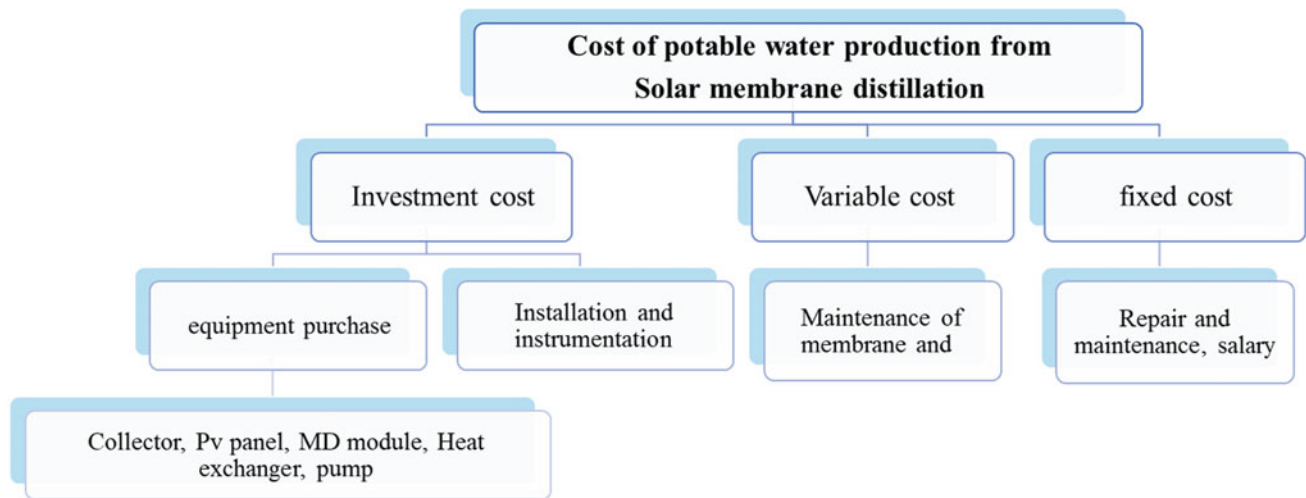 Cost of potable water production from
Solar membrane distillation
Investment cost
Variable cost
fixed cost
equipment purchase
Installation and
instrumentation
Maintenance of
membrane and
Repair and
maintenance, salary
Collector, Pv panel, MD module, Heat
exchanger, pump